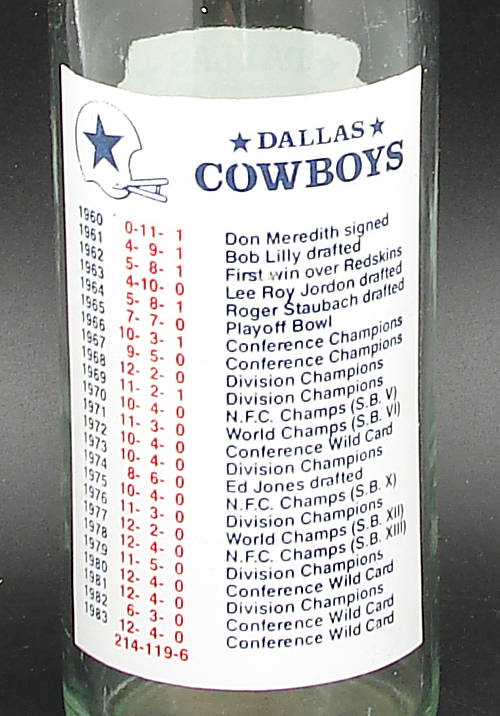 ★ DALLAS ★
COWBOYS
1960 0-11- 1 Don Meredith signed
1961 4- 9- 1 Bob Lilly drafted
1962 5- 8- 1 First win over Redskins
1963 4-10- 0 Lee Roy Jordon drafted
1964 5- 8- 1 Roger Staubach drafted
1965 7- 7- 0 Playoff Bowl
1966 10- 3- 1 Conference Champions
1967 9- 5- 0 Conference Champions
1968 12- 2- 0 Division Champions
1969 11- 2- 1 Division Champions
1970 10- 4- 0 N.F.C. Champs (S.B. V)
1971 11- 3- 0 World Champs (S.B. VI)
1972 10- 4- 0 Conference Wild Card
1973 10- 4- 0 Division Champions
1974 8- 6- 0 Ed Jones drafted
1975 10- 4- 0 N.F.C. Champs (S.B. X)
1976 11- 3- 0 Division Champions
1977 12- 2- 0 World Champs (S.B. XII)
1978 12- 4- 0 N.F.C. Champs (S.B. XIII)
1979 11- 5- 0 Division Champions
1980 12- 4- 0 Conference Wild Card
1981 12- 4- 0 Division Champions
1982 6- 3- 0 Conference Wild Card
1983 12- 4- 0 Conference Wild Card
214-119-6